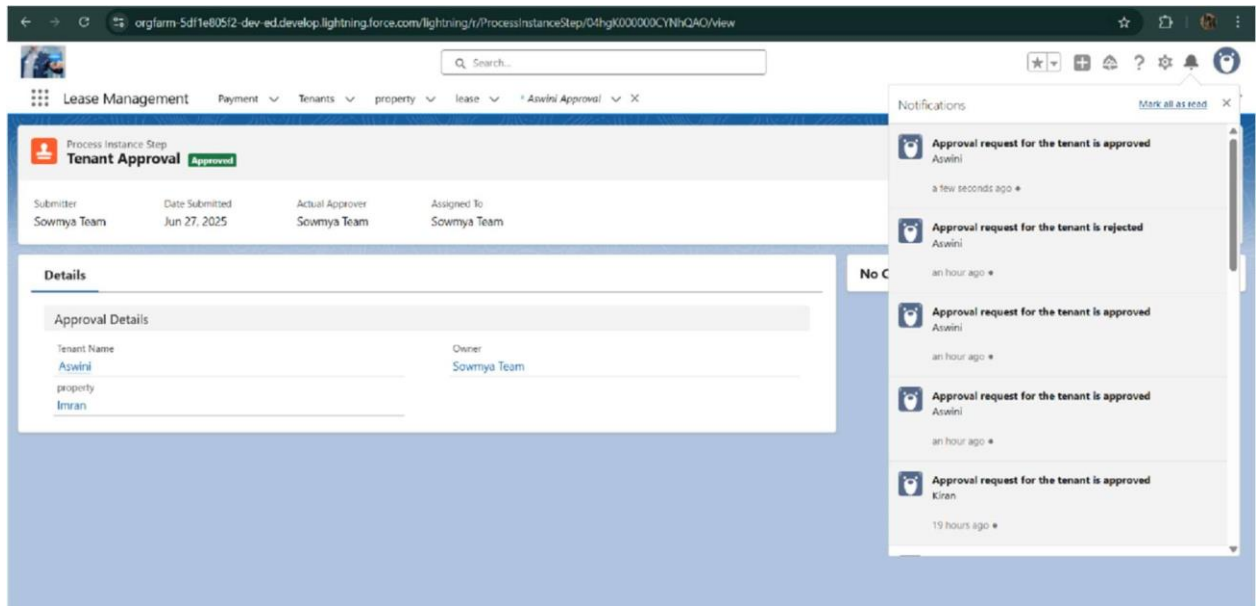 orgfarm-5df1e805f2-dev-ed.develop.lightning.force.com/lightning/r/ProcessInstanceStep/04hgK000000CYNhQAO/view
Search...
Lease Management Payment Tenants property lease * Aswini Approval
Process Instance Step
Tenant Approval Approved
Submitter Date Submitted Actual Approver Assigned To
Sowmya Team Jun 27, 2025 Sowmya Team Sowmya Team
Details
No
Approval Details
Tenant Name Owner
Aswini Sowmya Team
property
Imran
Notifications Mark all as read
Approval request for the tenant is approved
Aswini
a few seconds ago
Approval request for the tenant is rejected
Aswini
an hour ago
Approval request for the tenant is approved
Aswini
an hour ago
Approval request for the tenant is approved
Aswini
an hour ago
Approval request for the tenant is approved
Kiran
19 hours ago